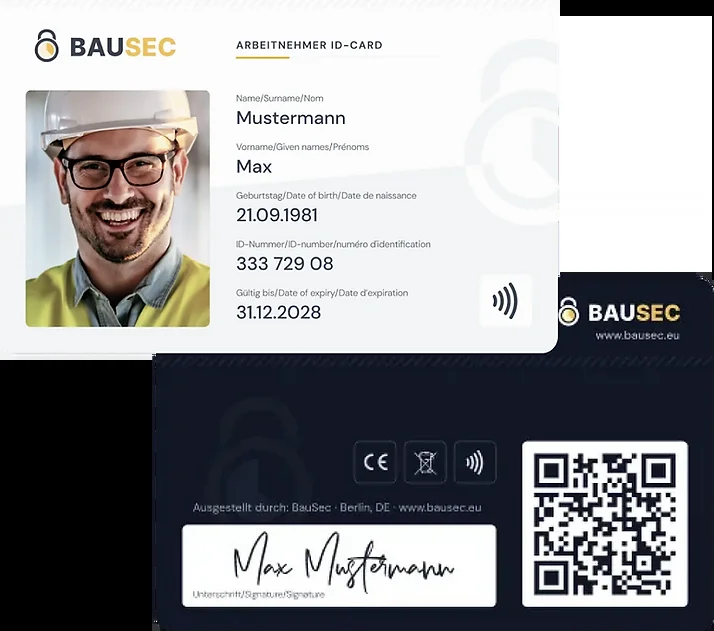 BAUSEC
ARBEITNEHMER ID-CARD
Name/Surname/Nom
Mustermann
Vorname/Given names/Prénoms
Max
Geburtstag/Date of birth/Date de naissance
21.09.1981
ID-Nummer/ID-number/numéro d'identification
333 729 08
Gültig bis/Date of expiry/Date d'expiration
31.12.2028
BAUSEC
www.bausec.eu
CE
Ausgestellt durch: BauSec · Berlin, DE · www.bausec.eu
Max Mustermann
Unterschrift/Signature/Signature